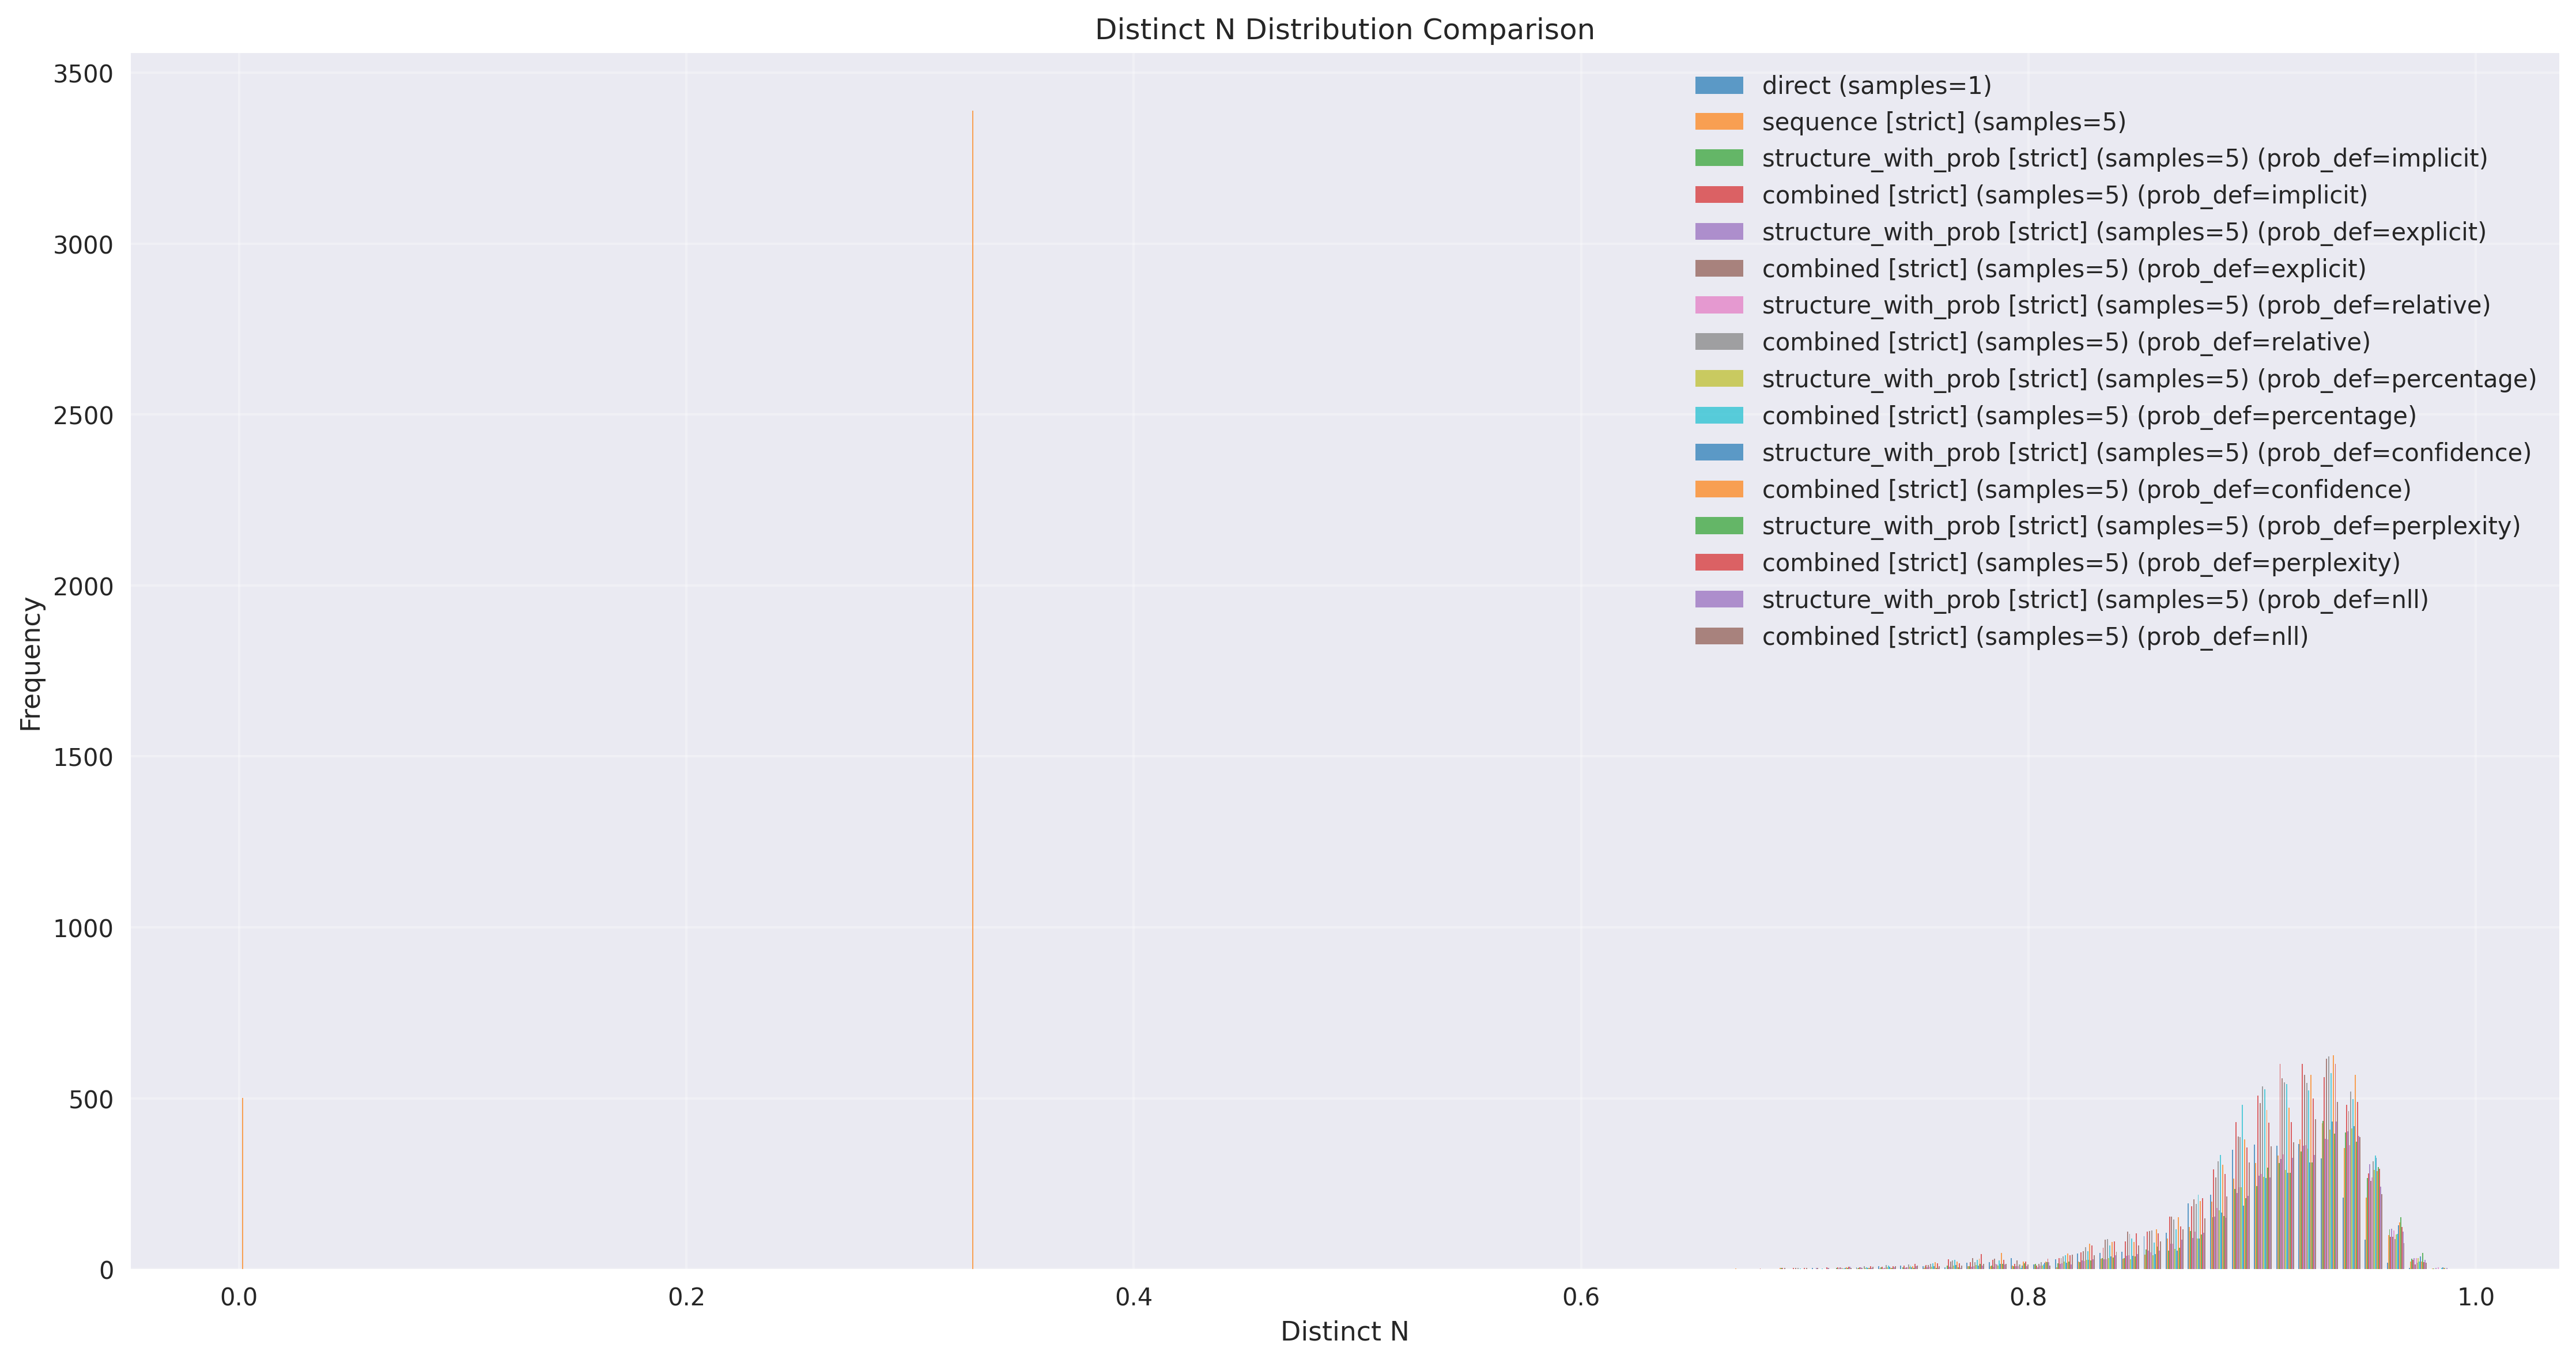 Distinct N Distribution Comparison
3500
3000
2500
2000
1500
1000
500
0
Frequency
direct (samples=1)
sequence [strict] (samples=5)
structure_with_prob [strict] (samples=5) (prob_def=implicit)
combined [strict] (samples=5) (prob_def=implicit)
structure_with_prob [strict] (samples=5) (prob_def=explicit)
combined [strict] (samples=5) (prob_def=explicit)
structure_with_prob [strict] (samples=5) (prob_def=relative)
combined [strict] (samples=5) (prob_def=relative)
structure_with_prob [strict] (samples=5) (prob_def=percentage)
combined [strict] (samples=5) (prob_def=percentage)
structure_with_prob [strict] (samples=5) (prob_def=confidence)
combined [strict] (samples=5) (prob_def=confidence)
structure_with_prob [strict] (samples=5) (prob_def=perplexity)
combined [strict] (samples=5) (prob_def=perplexity)
structure_with_prob [strict] (samples=5) (prob_def=nll)
combined [strict] (samples=5) (prob_def=nll)
0.0 0.2 0.4 0.6 0.8 1.0
Distinct N